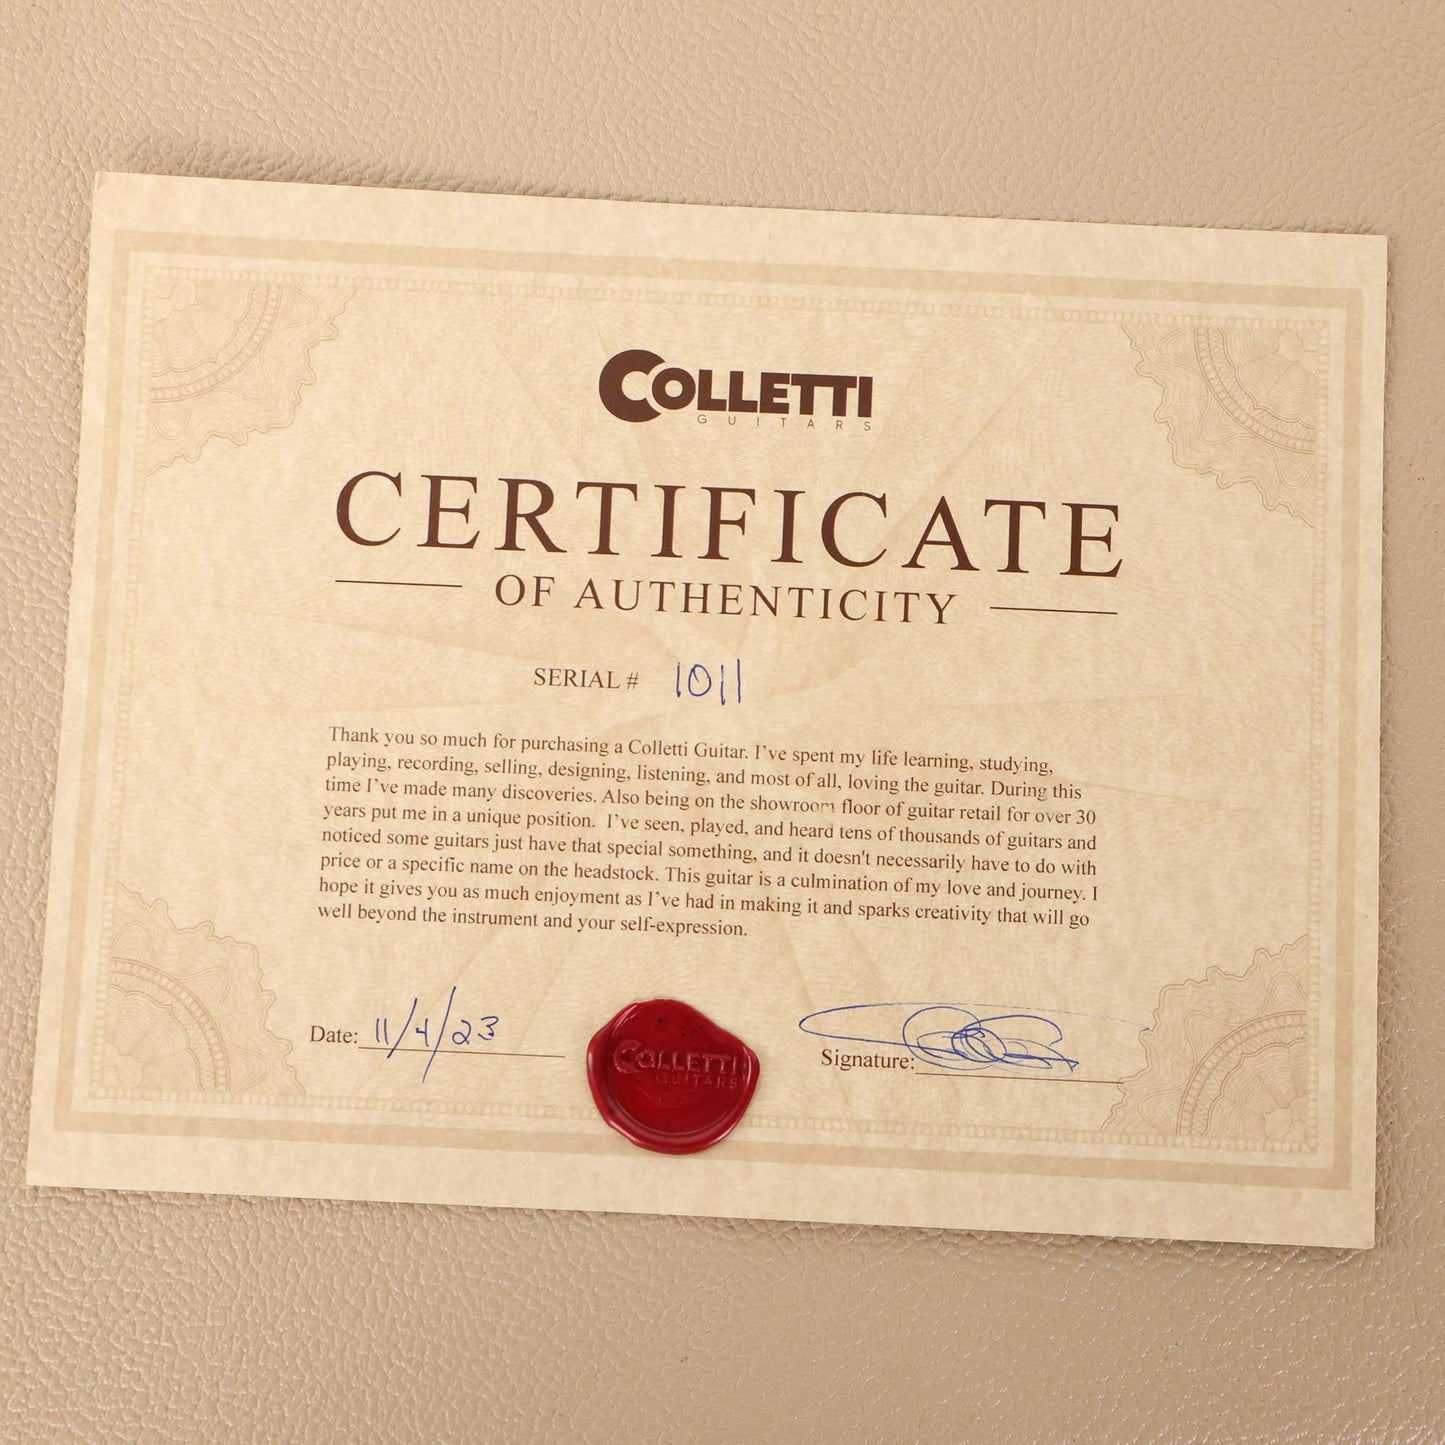 COLLETTI
GUITARS
CERTIFICATE
OF AUTHENTICITY
SERIAL # 1011
Thank you so much for purchasing a Colletti Guitar. I've spent my life learning, studying,
playing, recording, selling, designing, listening, and most of all, loving the guitar. During this
time I've made many discoveries. Also being on the showroom floor of guitar retail for over 30
years put me in a unique position. I've seen, played, and heard tens of thousands of guitars and
noticed some guitars just have that special something, and it doesn't necessarily have to do with
price or a specific name on the headstock. This guitar is a culmination of my love and journey. I
hope it gives you as much enjoyment as I've had in making it and sparks creativity that will go
well beyond the instrument and your self-expression.
Date: 11/4/23
COLLETTI
GUITARS
Signature: